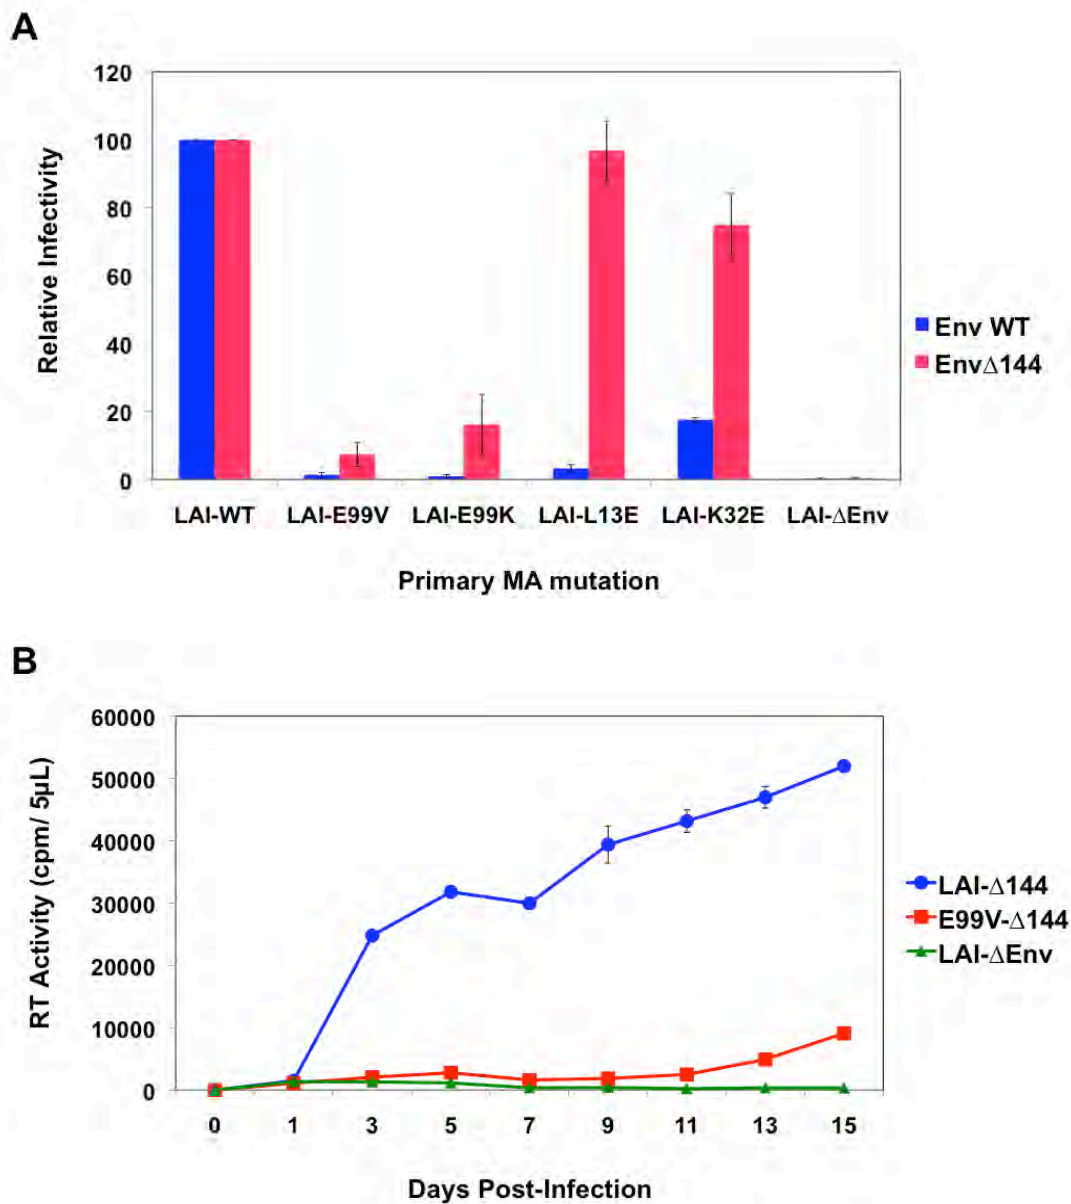 A
120
100
80
60
40
20
0
Relative Infectivity
LAI-WT LAI-E99V LAI-E99K LAI-L13E LAI-K32E LAI-ΔEnv
Primary MA mutation
Env WT
EnvΔ144
B
60000
50000
40000
30000
20000
10000
0
RT Activity (cpm/ 5µL)
0 1 3 5 7 9 11 13 15
Days Post-Infection
LAI-Δ144
E99V-Δ144
LAI-ΔEnv